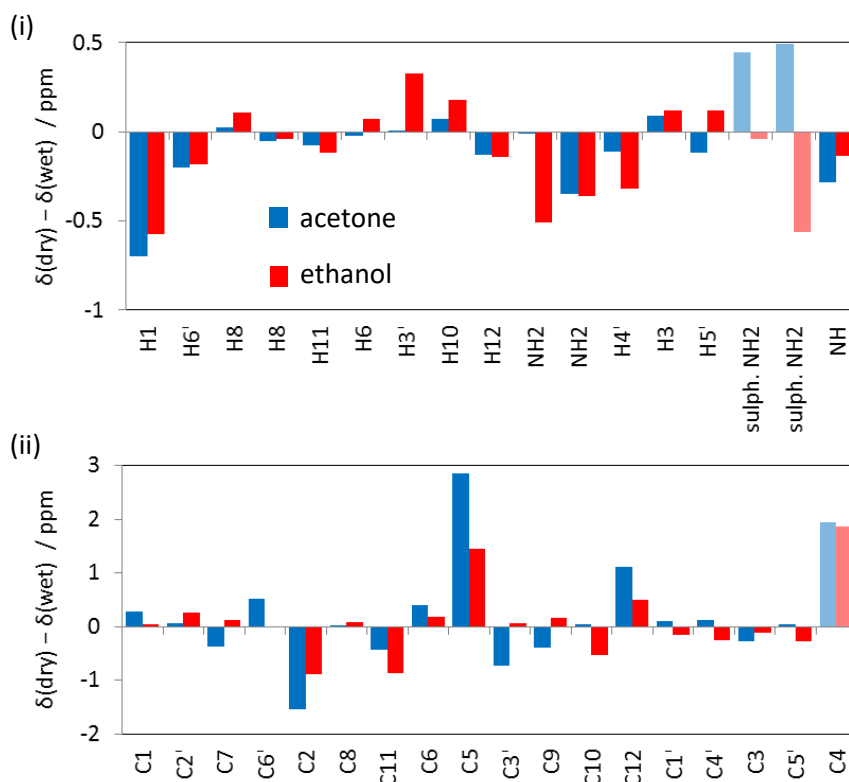 (i)
δ(dry) – δ(wet) / ppm
0.5
0
-0.5
-1
acetone
ethanol
H1 H6' H8 H8 H11 H6 H3' H10 H12 NH2 NH2 H4' H3 H5' sulph. NH2 sulph. NH2 NH
(ii)
δ(dry) – δ(wet) / ppm
3
2
1
0
-1
-2
C1 C2' C7 C6' C2 C8 C11 C6 C5 C3' C9 C10 C12 C1' C4' C3 C5' C4